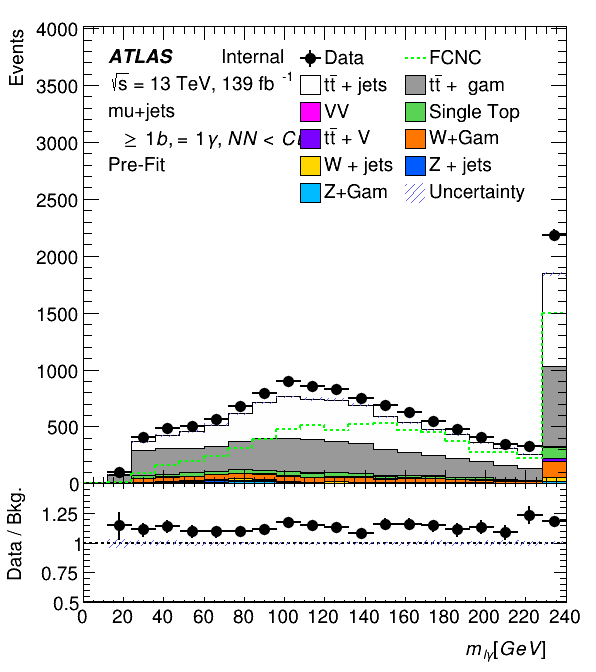 Events
4000
3500
3000
2500
2000
1500
1000
500
0
ATLAS Internal
√s = 13 TeV, 139 fb⁻¹
mu+jets
≥ 1b, = 1γ, NN <
Pre-Fit
Data
FCNC
tt̄ + jets
tt̄ + gam
VV
Single Top
tt̄ + V
W+Gam
W + jets
Z + jets
Z+Gam
Uncertainty
Data / Bkg.
1.25
1
0.75
0.5
0 20 40 60 80 100 120 140 160 180 200 220 240
m_lγ[GeV]